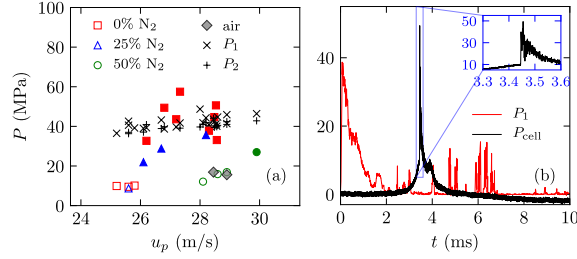 0% N₂
25% N₂
50% N₂
air
P₁
P₂
100
80
60
40
20
0
P (MPa)
24
26
28
30
u_p (m/s)
(a)
50
40
30
20
10
0
3.3
3.4
3.5
3.6
P₁
P_cell
(b)
0
2
4
6
8
10
t (ms)